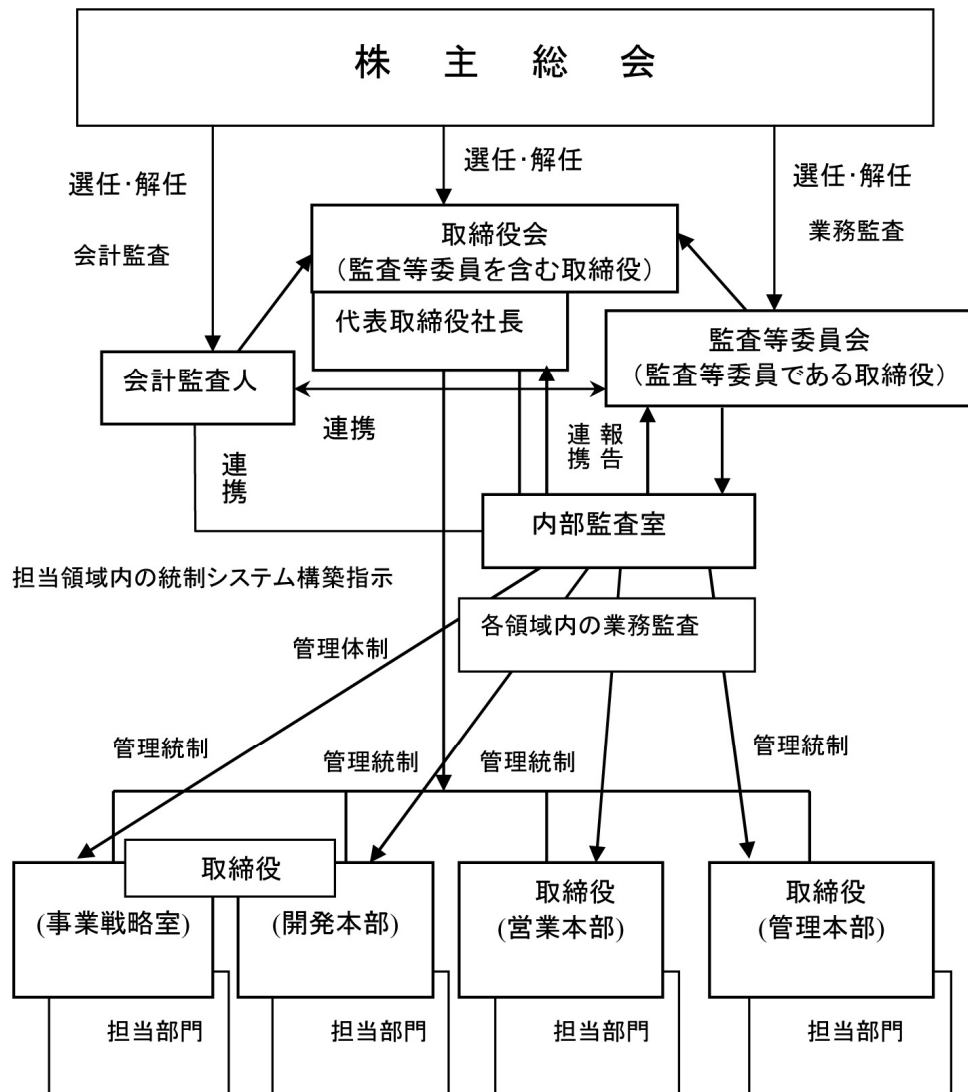 株主総会
選任・解任
選任・解任
選任・解任
会計監査
業務監査
取締役会
（監査等委員を含む取締役）
代表取締役社長
監査等委員会
（監査等委員である取締役）
会計監査人
連携
連携
報告
連携
内部監査室
担当領域内の統制システム構築指示
各領域内の業務監査
管理体制
管理統制
管理統制
管理統制
管理統制
取締役
(事業戦略室)
(開発本部)
取締役
(営業本部)
取締役
(管理本部)
担当部門
担当部門
担当部門
担当部門